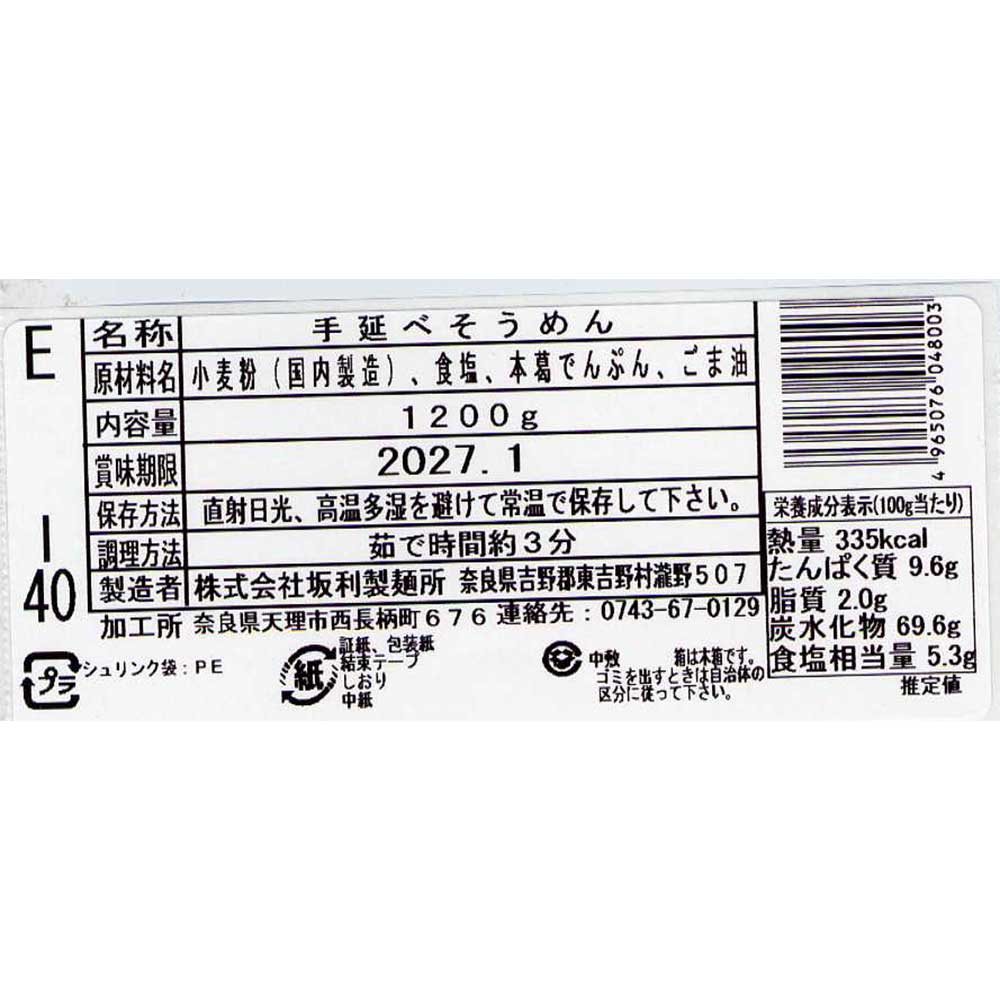 E
I
40
名称 手延べそうめん
原材料名 小麦粉(国内製造)、食塩、本葛でんぷん、ごま油
内容量 1200g
賞味期限 2027.1
保存方法 直射日光、高温多湿を避けて常温で保存して下さい。
調理方法 茹で時間約3分
製造者 株式会社坂利製麺所 奈良県吉野郡東吉野村瀧野507
加工所 奈良県天理市西長柄町676 連絡先:0743-67-0129
プラ
シュリンク袋:PE
紙
証紙、包装紙
結束テープ
しおり
中紙
中敷
箱は木箱です。
ゴミを出すときは自治体の
区分に従って下さい。
4965076048003
栄養成分表示(100g当たり)
熱量 335kcal
たんぱく質 9.6g
脂質 2.0g
炭水化物 69.6g
食塩相当量 5.3g
推定値